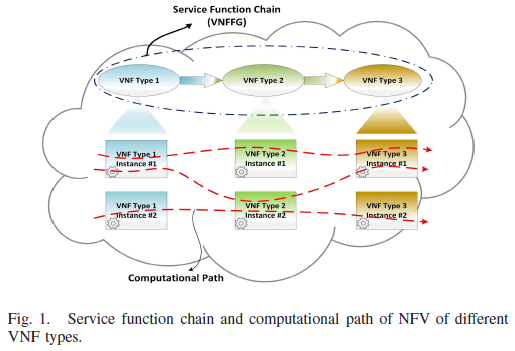 Service Function Chain
(VNFFG)
VNF Type 1
VNF Type 2
VNF Type 3
VNF Type 1
Instance #1
VNF Type 2
Instance #1
VNF Type 3
Instance #1
VNF Type 1
Instance #2
VNF Type 2
Instance #2
VNF Type 3
Instance #2
Computational Path
Fig. 1. Service function chain and computational path of NFV of different
VNF types.